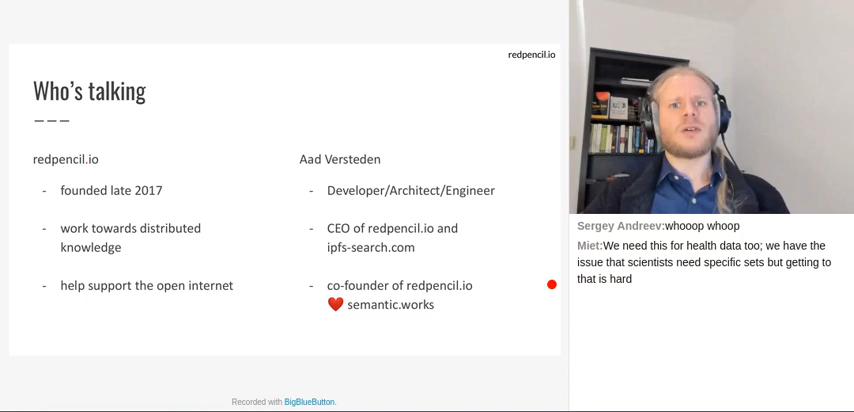 redpencil.io
Who's talking
redpencil.io
- founded late 2017
- work towards distributed
knowledge
- help support the open internet
Aad Versteden
- Developer/Architect/Engineer
- CEO of redpencil.io and
ipfs-search.com
- co-founder of redpencil.io
❤️ semantic.works
Recorded with BigBlueButton.
Sergey Andreev:whooop whoop
Miet:We need this for health data too; we have the
issue that scientists need specific sets but getting to
that is hard